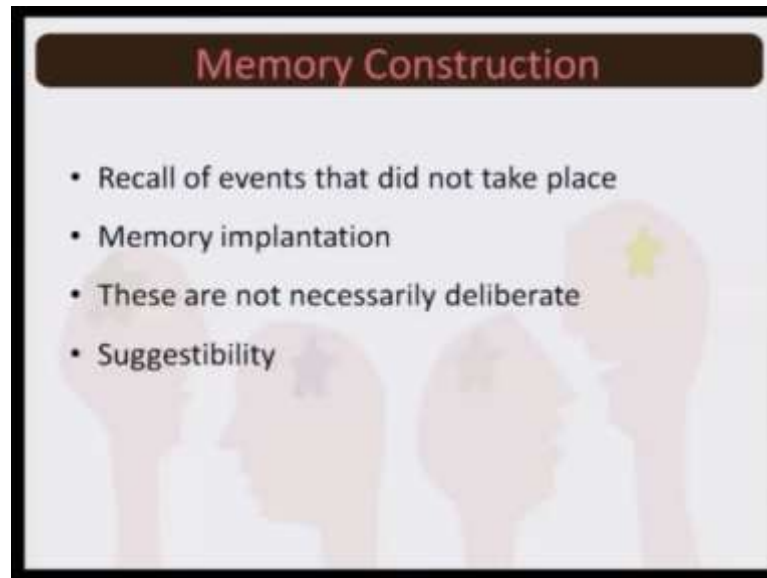 Memory Construction
• Recall of events that did not take place
• Memory implantation
• These are not necessarily deliberate
• Suggestibility